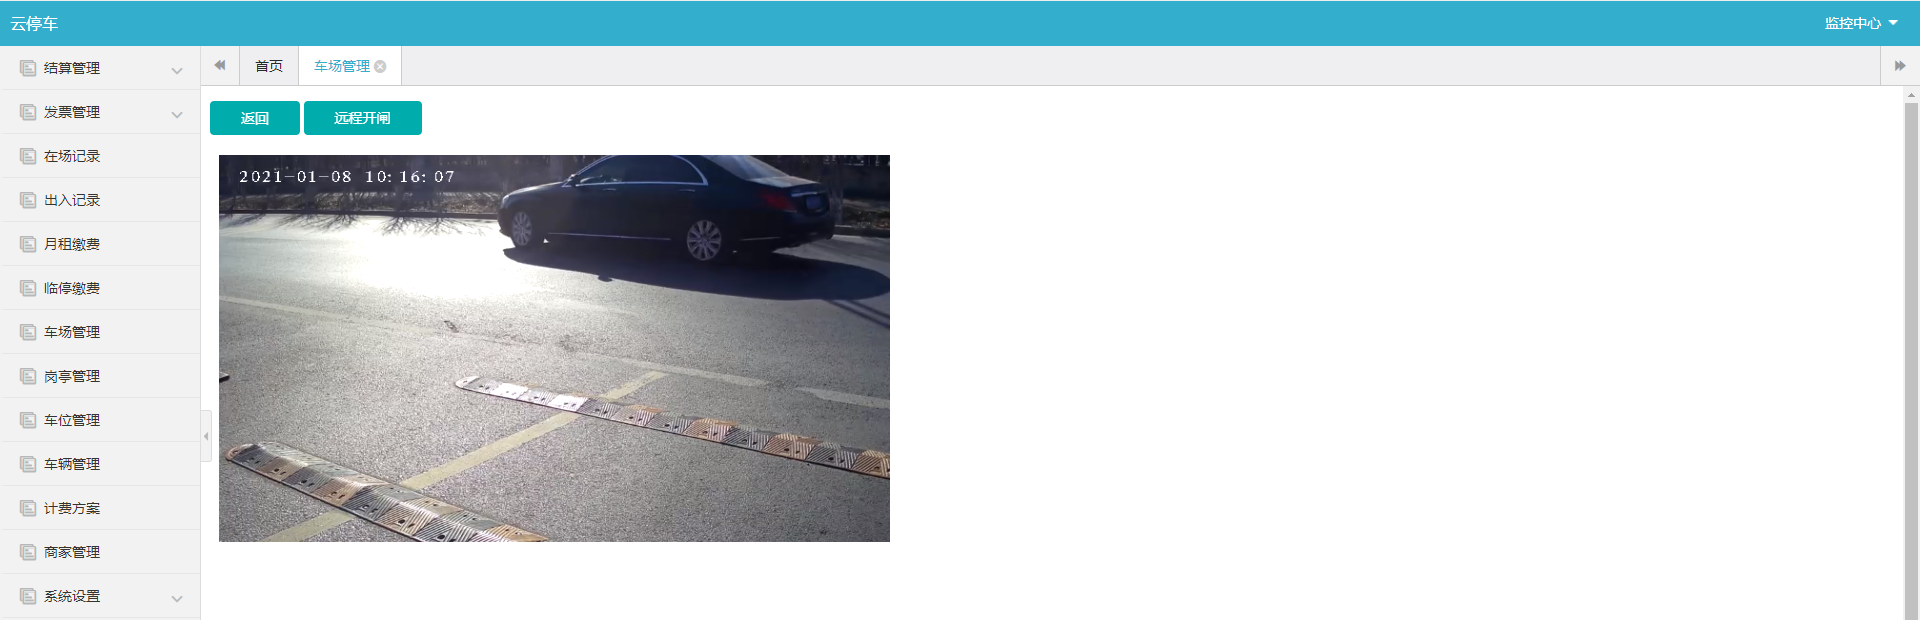 云停车
监控中心
结算管理
发票管理
在场记录
出入记录
月租缴费
临停缴费
车场管理
岗亭管理
车位管理
车辆管理
计费方案
商家管理
系统设置
首页
车场管理
返回
远程开闸
2021-01-08 10:16:07